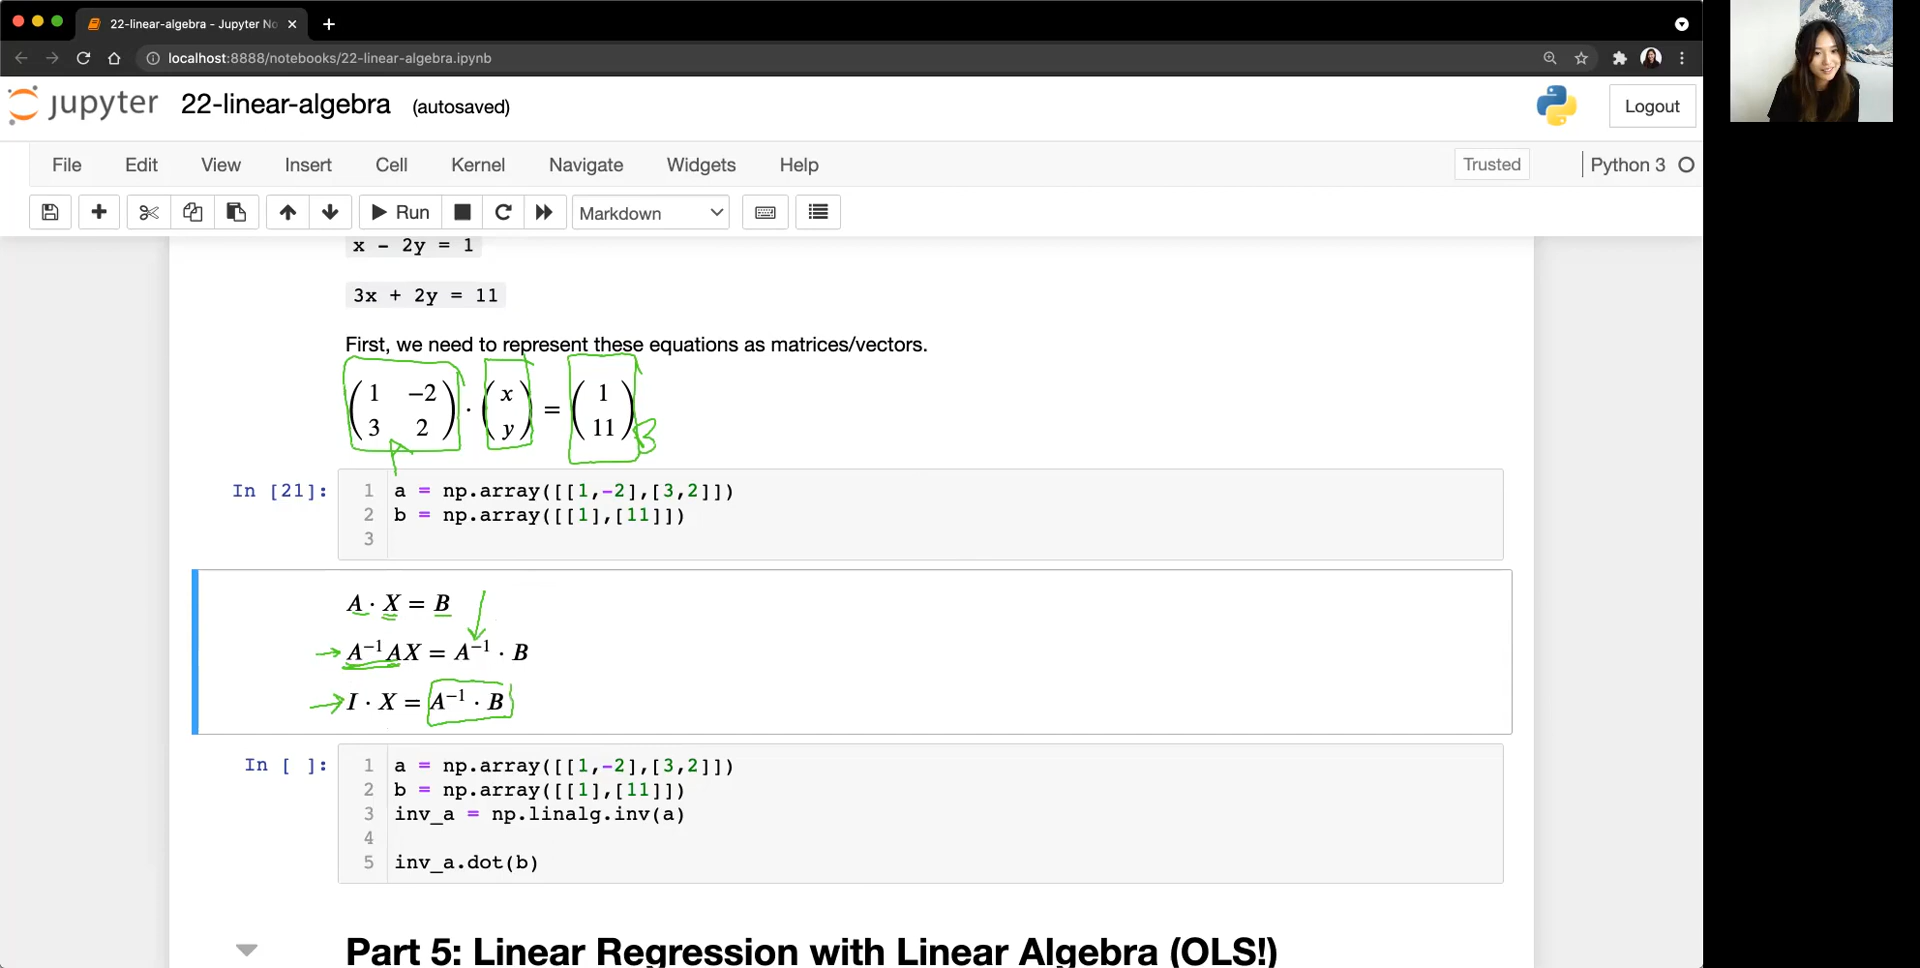 22-linear-algebra - Jupyter No
localhost:8888/notebooks/22-linear-algebra.ipynb
jupyter 22-linear-algebra (autosaved)
Logout
File Edit View Insert Cell Kernel Navigate Widgets Help
Trusted Python 3
Run Markdown
x - 2y = 1
3x + 2y = 11
First, we need to represent these equations as matrices/vectors.
( 1 −2 ) · ( x ) = ( 1 )
( 3 2 ) ( y ) ( 11 ) B
A
In [21]:
1 a = np.array([[1,-2],[3,2]])
2 b = np.array([[1],[11]])
3
A · X = B
A⁻¹AX = A⁻¹ · B
I · X = A⁻¹ · B
In [ ]:
1 a = np.array([[1,-2],[3,2]])
2 b = np.array([[1],[11]])
3 inv_a = np.linalg.inv(a)
4
5 inv_a.dot(b)
Part 5: Linear Regression with Linear Algebra (OLS!)